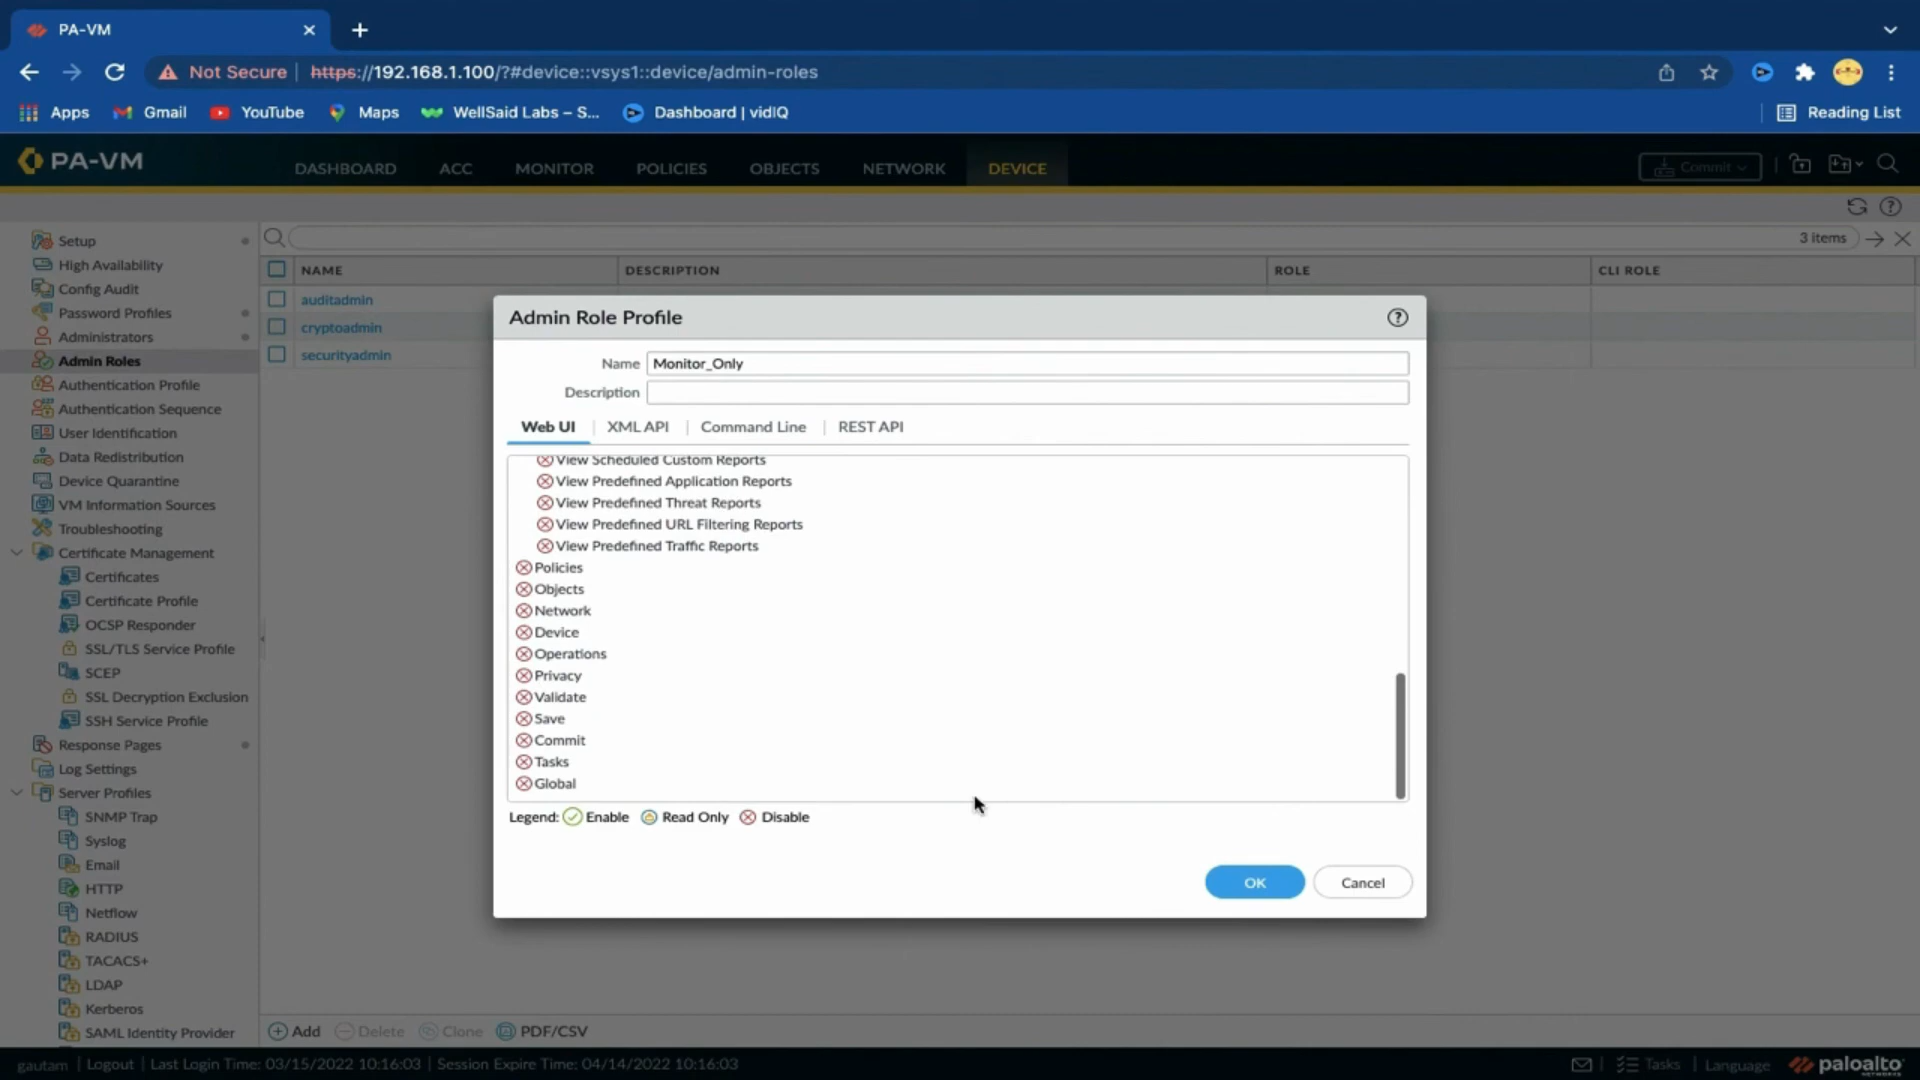 PA-VM
Not Secure
https://192.168.1.100/?#device::vsys1::device/admin-roles
Apps
Gmail
YouTube
Maps
WellSaid Labs – S...
Dashboard | vidIQ
Reading List
PA-VM
DASHBOARD
ACC
MONITOR
POLICIES
OBJECTS
NETWORK
DEVICE
Commit
Setup
High Availability
Config Audit
Password Profiles
Administrators
Admin Roles
Authentication Profile
Authentication Sequence
User Identification
Data Redistribution
Device Quarantine
VM Information Sources
Troubleshooting
Certificate Management
Certificates
Certificate Profile
OCSP Responder
SSL/TLS Service Profile
SCEP
SSL Decryption Exclusion
SSH Service Profile
Response Pages
Log Settings
Server Profiles
SNMP Trap
Syslog
Email
HTTP
Netflow
RADIUS
TACACS+
LDAP
Kerberos
SAML Identity Provider
3 items
NAME
DESCRIPTION
ROLE
CLI ROLE
auditadmin
cryptoadmin
securityadmin
Admin Role Profile
Name
Monitor_Only
Description
Web UI
XML API
Command Line
REST API
View Scheduled Custom Reports
View Predefined Application Reports
View Predefined Threat Reports
View Predefined URL Filtering Reports
View Predefined Traffic Reports
Policies
Objects
Network
Device
Operations
Privacy
Validate
Save
Commit
Tasks
Global
Legend: Enable Read Only Disable
OK
Cancel
Add
Delete
Clone
PDF/CSV
gautam | Logout | Last Login Time: 03/15/2022 10:16:03 | Session Expire Time: 04/14/2022 10:16:03
Tasks | Language
paloalto
NETWORKS